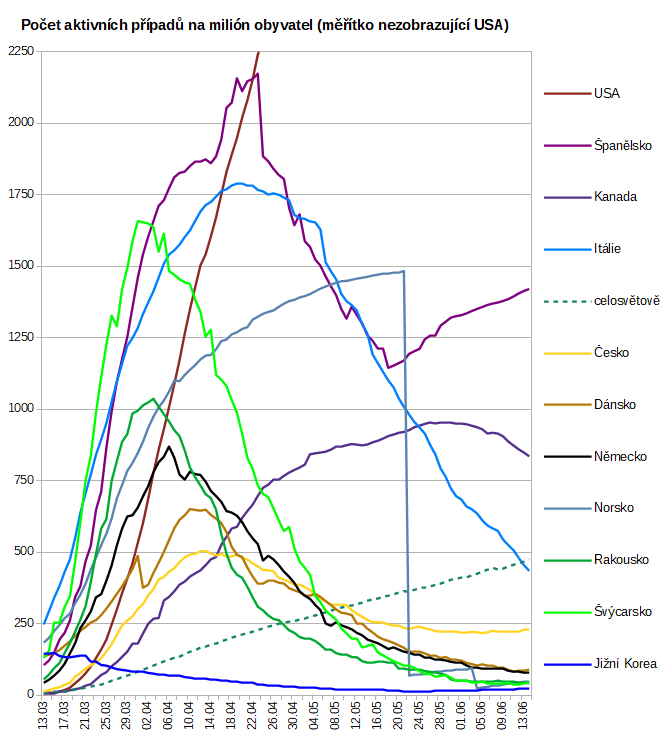 Počet aktivních případů na milión obyvatel (měřítko nezobrazující USA)
2250
2000
1750
1500
1250
1000
750
500
250
0
13.03
17.03
21.03
25.03
29.03
02.04
06.04
10.04
14.04
18.04
22.04
26.04
30.04
04.05
08.05
12.05
16.05
20.05
24.05
28.05
01.06
05.06
09.06
13.06
USA
Španělsko
Kanada
Itálie
celosvětově
Česko
Dánsko
Německo
Norsko
Rakousko
Švýcarsko
Jižní Korea